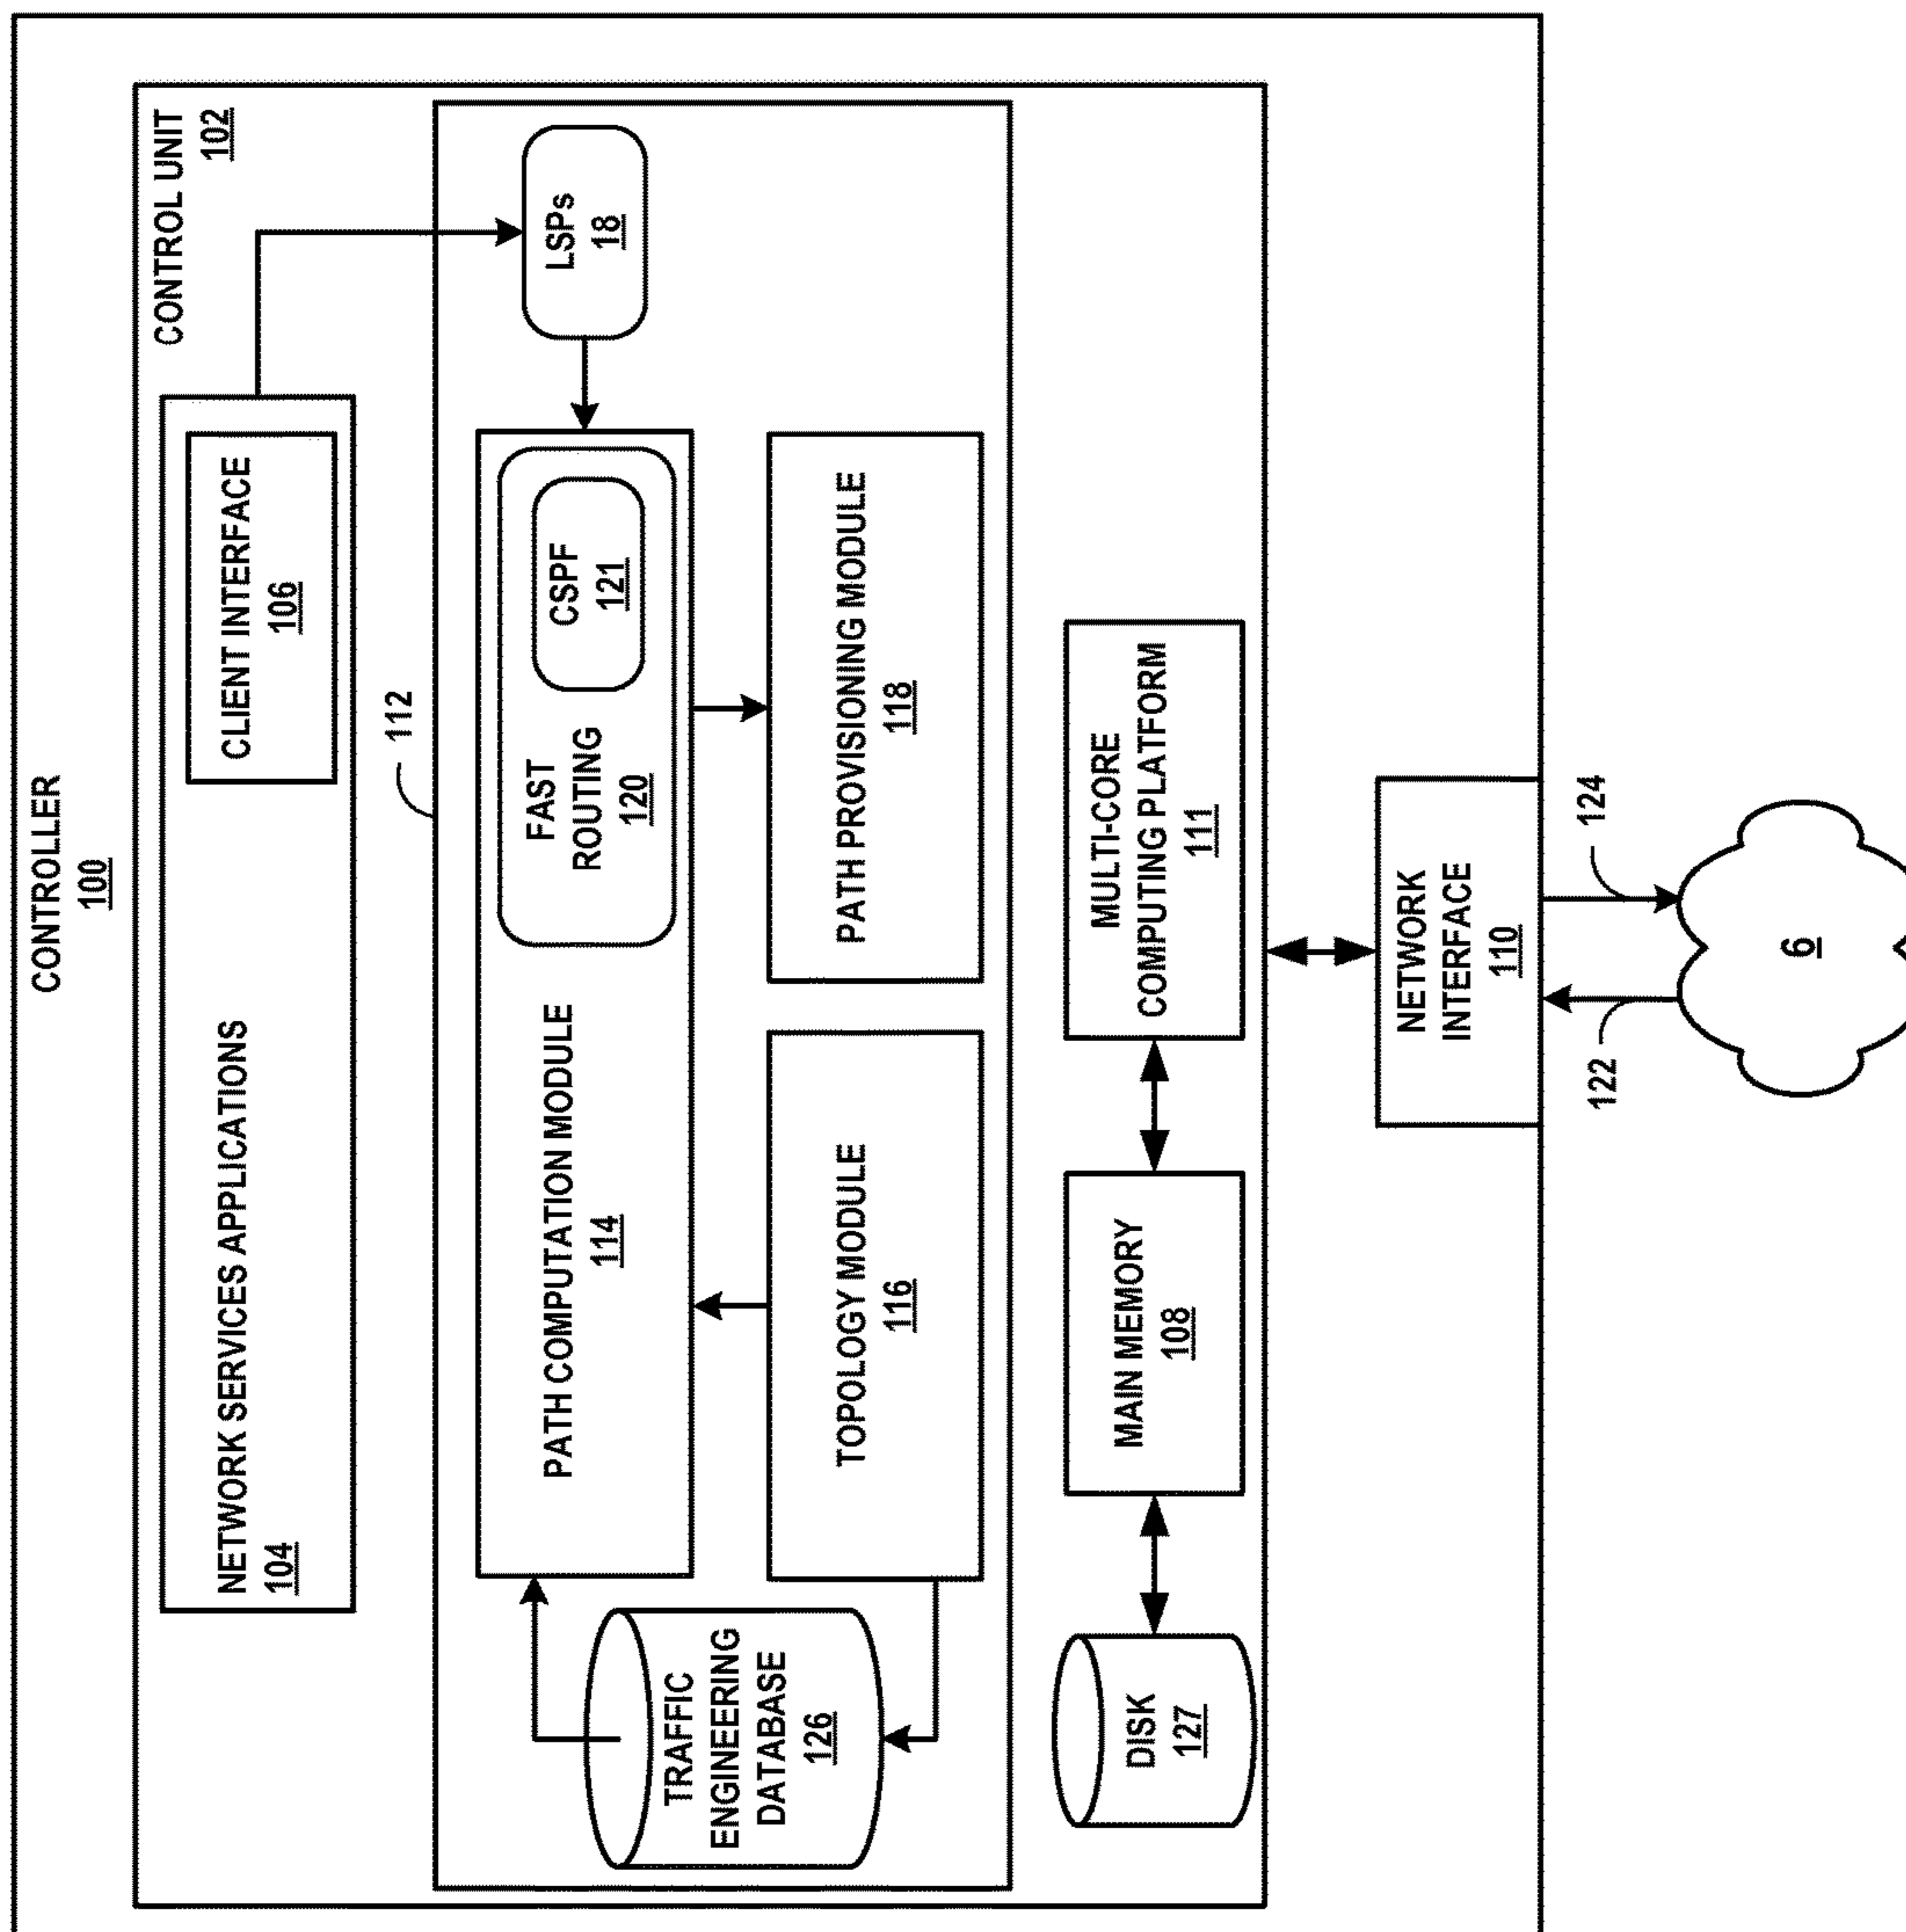 CONTROLLER
100
CONTROL UNIT
102
NETWORK SERVICES APPLICATIONS
104
CLIENT INTERFACE
106
112
TRAFFIC
ENGINEERING
DATABASE
126
PATH COMPUTATION MODULE
114
FAST
ROUTING
120
CSPF
121
LSPs
18
TOPOLOGY MODULE
116
PATH PROVISIONING MODULE
118
DISK
127
MAIN MEMORY
108
MULTI-CORE
COMPUTING PLATFORM
111
NETWORK
INTERFACE
110
122
124
6